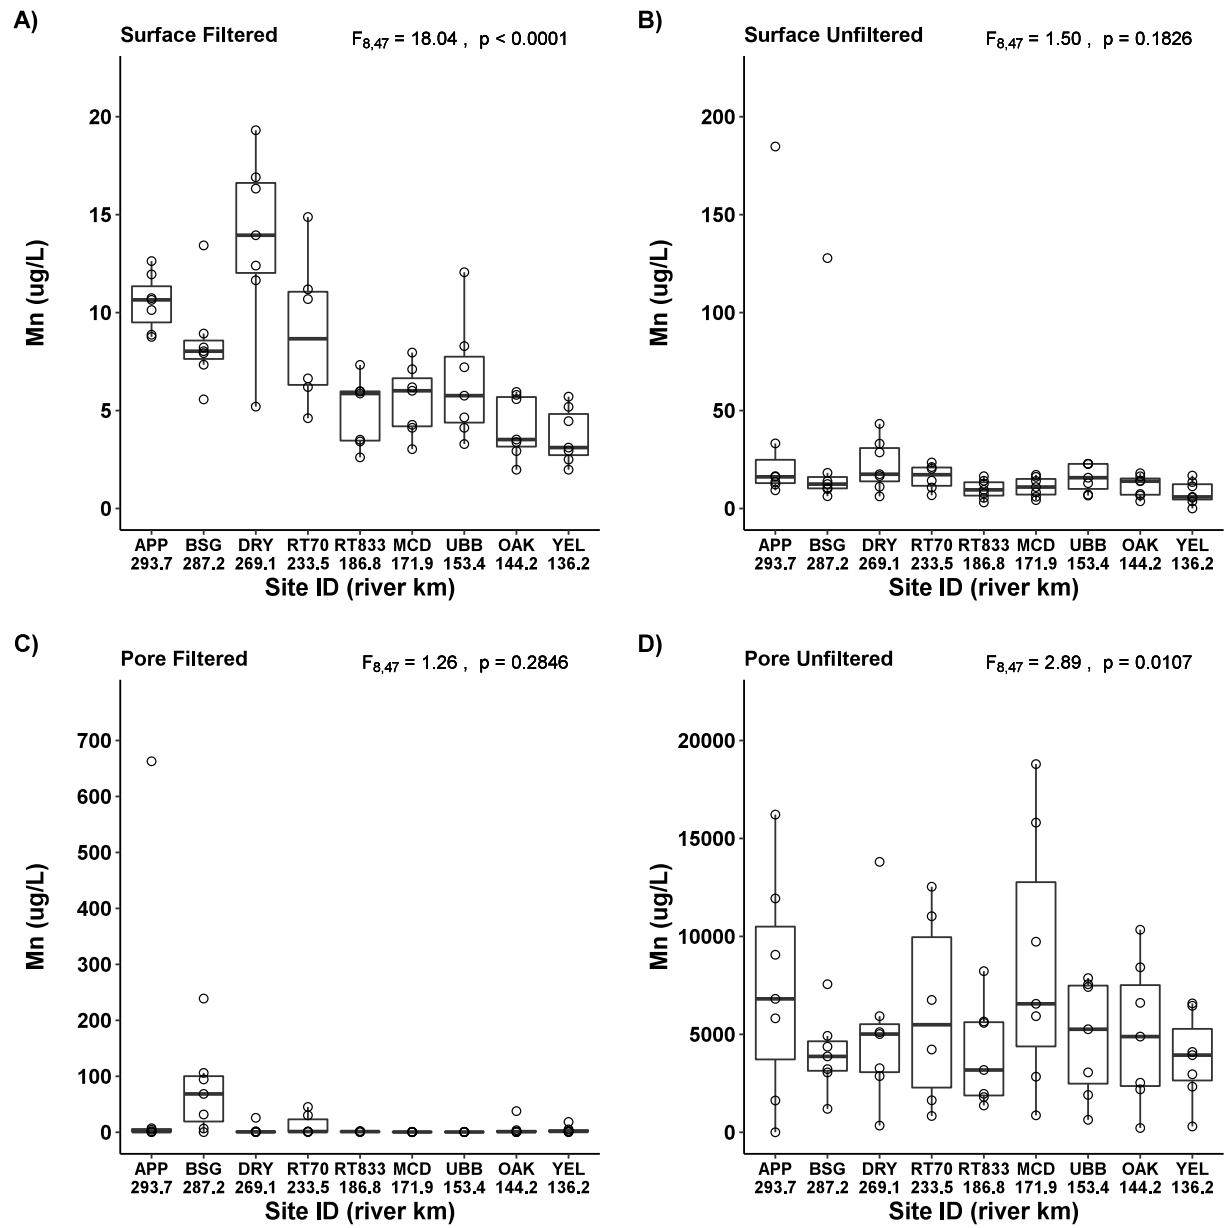 A)
Surface Filtered
F8,47 = 18.04 , p < 0.0001
Mn (ug/L)
20
15
10
5
0
APP BSG DRY RT70 RT833 MCD UBB OAK YEL
293.7 287.2 269.1 233.5 186.8 171.9 153.4 144.2 136.2
Site ID (river km)
B)
Surface Unfiltered
F8,47 = 1.50 , p = 0.1826
Mn (ug/L)
200
150
100
50
0
APP BSG DRY RT70 RT833 MCD UBB OAK YEL
293.7 287.2 269.1 233.5 186.8 171.9 153.4 144.2 136.2
Site ID (river km)
C)
Pore Filtered
F8,47 = 1.26 , p = 0.2846
Mn (ug/L)
700
600
500
400
300
200
100
0
APP BSG DRY RT70 RT833 MCD UBB OAK YEL
293.7 287.2 269.1 233.5 186.8 171.9 153.4 144.2 136.2
Site ID (river km)
D)
Pore Unfiltered
F8,47 = 2.89 , p = 0.0107
Mn (ug/L)
20000
15000
10000
5000
0
APP BSG DRY RT70 RT833 MCD UBB OAK YEL
293.7 287.2 269.1 233.5 186.8 171.9 153.4 144.2 136.2
Site ID (river km)